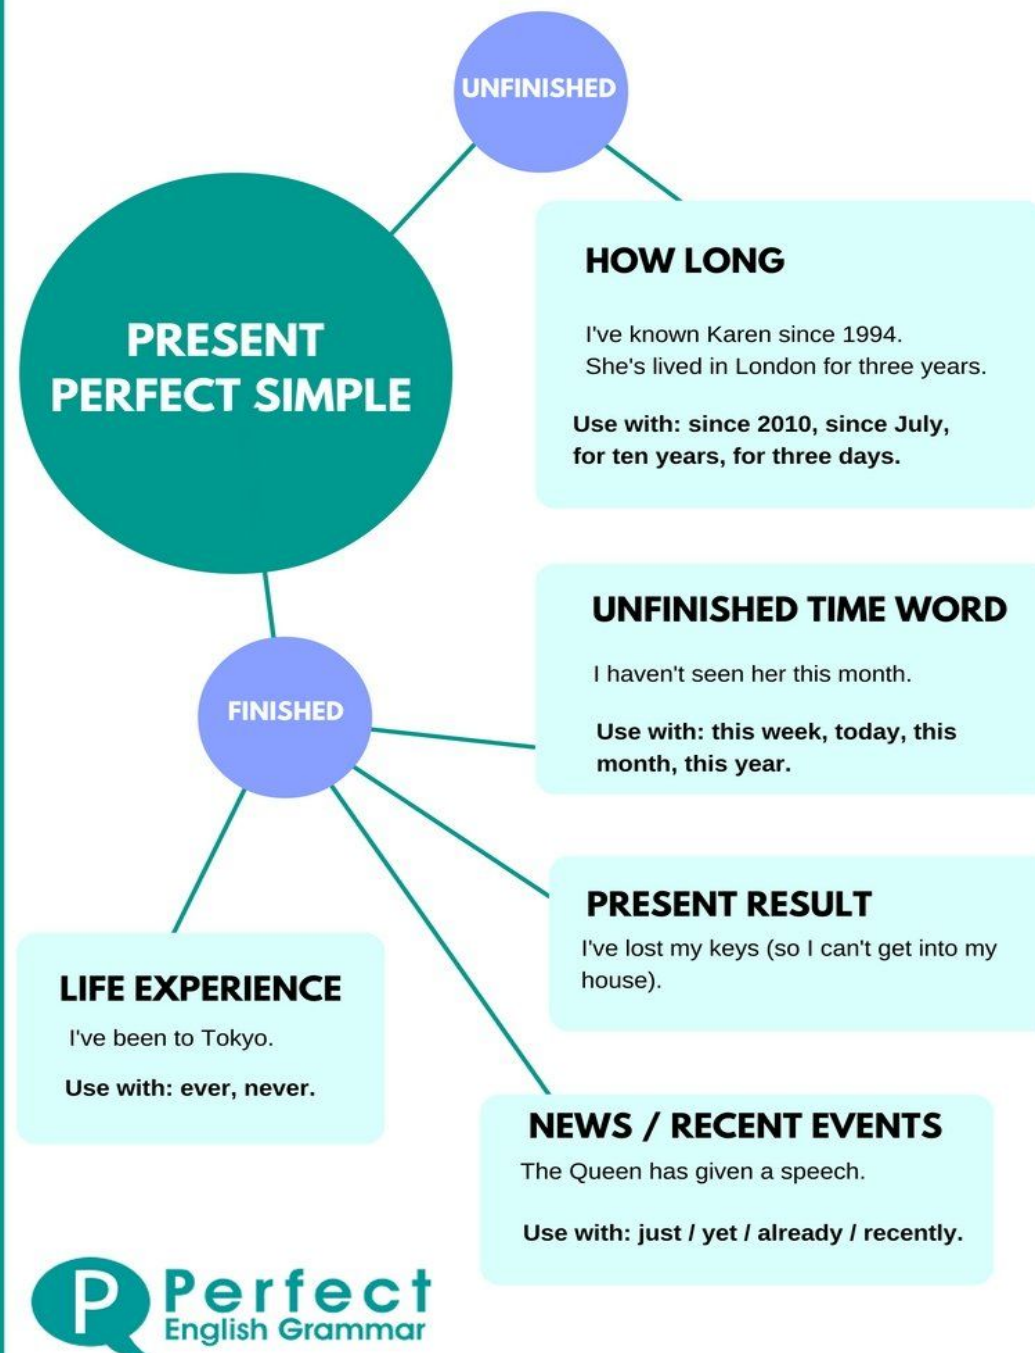 UNFINISHED
PRESENT
PERFECT SIMPLE
HOW LONG
I've known Karen since 1994.
She's lived in London for three years.
Use with: since 2010, since July,
for ten years, for three days.
FINISHED
UNFINISHED TIME WORD
I haven't seen her this month.
Use with: this week, today, this
month, this year.
PRESENT RESULT
I've lost my keys (so I can't get into my
house).
LIFE EXPERIENCE
I've been to Tokyo.
Use with: ever, never.
NEWS / RECENT EVENTS
The Queen has given a speech.
Use with: just / yet / already / recently.
P
Perfect
English Grammar